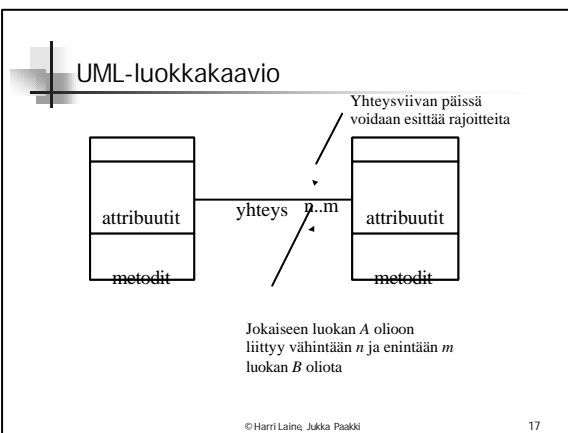 UML-luokkakaavio
Yhteysviivan päissä
voidaan esittää rajoitteita
attribuutit
metodit
yhteys
n..m
attribuutit
metodit
Jokaiseen luokan A olioon
liittyy vähintään n ja enintään m
luokan B oliota
© Harri Laine, Jukka Paakki
17